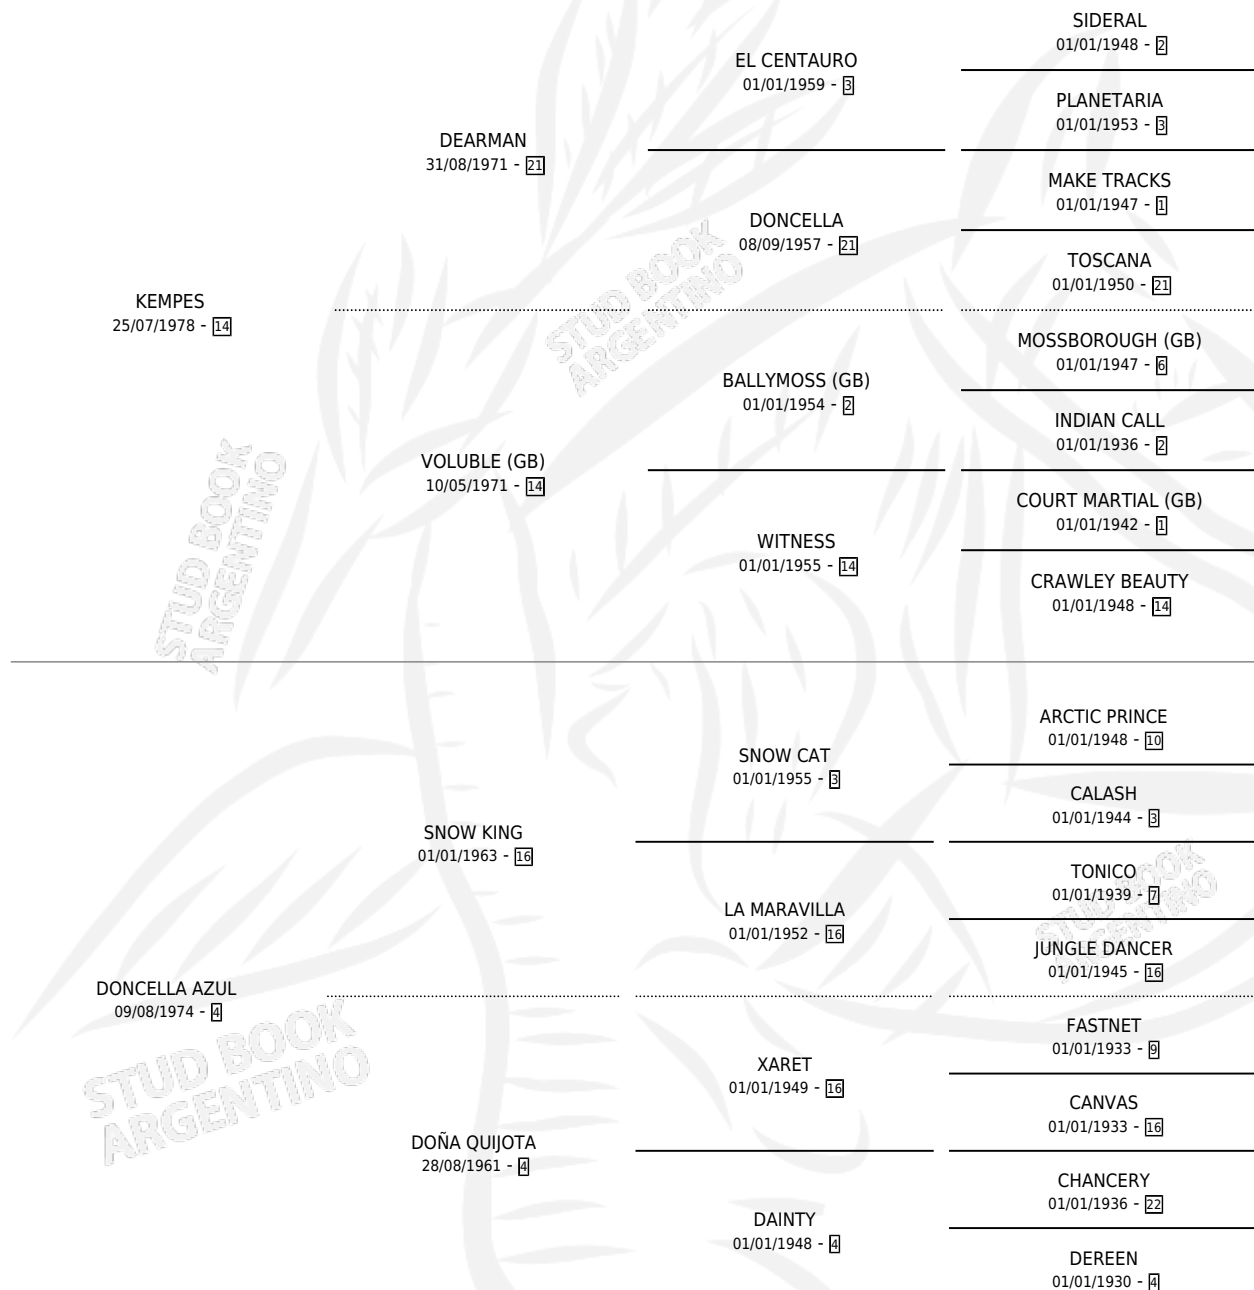 SIDERAL
01/01/1948 - 2
EL CENTAURO
01/01/1959 - 3
PLANETARIA
01/01/1953 - 3
DEARMAN
31/08/1971 - 21
MAKE TRACKS
01/01/1947 - 1
DONCELLA
08/09/1957 - 21
TOSCANA
01/01/1950 - 21
KEMPES
25/07/1978 - 14
MOSSBOROUGH (GB)
01/01/1947 - 6
BALLYMOSS (GB)
01/01/1954 - 2
INDIAN CALL
01/01/1936 - 2
VOLUBLE (GB)
10/05/1971 - 14
COURT MARTIAL (GB)
01/01/1942 - 1
WITNESS
01/01/1955 - 14
CRAWLEY BEAUTY
01/01/1948 - 14
STUD BOOK
ARGENTINO
STUD BOOK
ARGENTINO
ARCTIC PRINCE
01/01/1948 - 10
SNOW CAT
01/01/1955 - 3
CALASH
01/01/1944 - 3
SNOW KING
01/01/1963 - 16
TONICO
01/01/1939 - 7
LA MARAVILLA
01/01/1952 - 16
JUNGLE DANCER
01/01/1945 - 16
DONCELLA AZUL
09/08/1974 - 4
FASTNET
01/01/1933 - 9
XARET
01/01/1949 - 16
CANVAS
01/01/1933 - 16
DOÑA QUIJOTA
28/08/1961 - 4
CHANCERY
01/01/1936 - 22
DAINTY
01/01/1948 - 4
DEREEN
01/01/1930 - 4
STUD BOOK
ARGENTINO
STUD BOOK
ARGENTINO